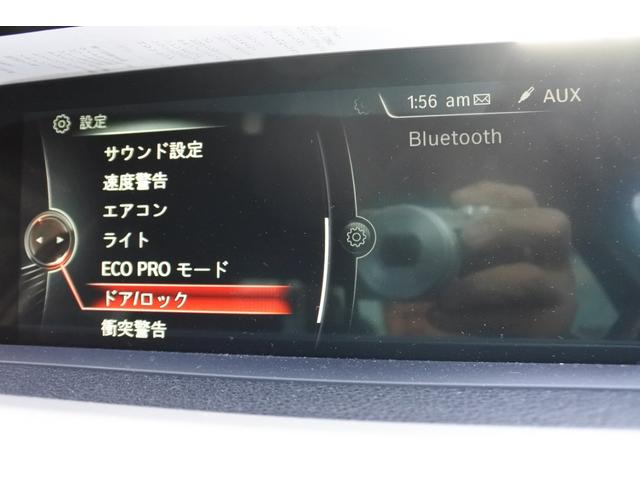 設定
サウンド設定
速度警告
エアコン
ライト
ECO PRO モード
ドア/ロック
衝突警告
1:56 am
AUX
Bluetooth